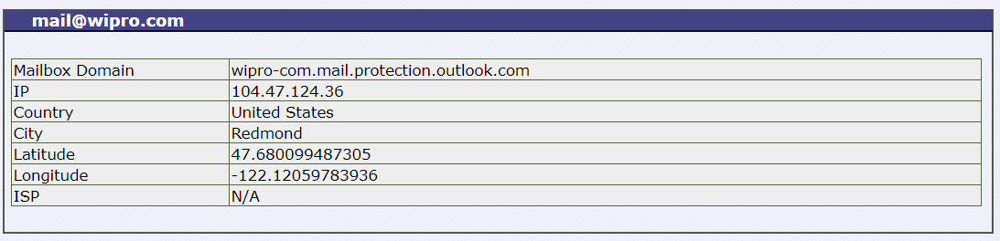 mail@wipro.com
Mailbox Domain wipro-com.mail.protection.outlook.com
IP 104.47.124.36
Country United States
City Redmond
Latitude 47.680099487305
Longitude -122.12059783936
ISP N/A